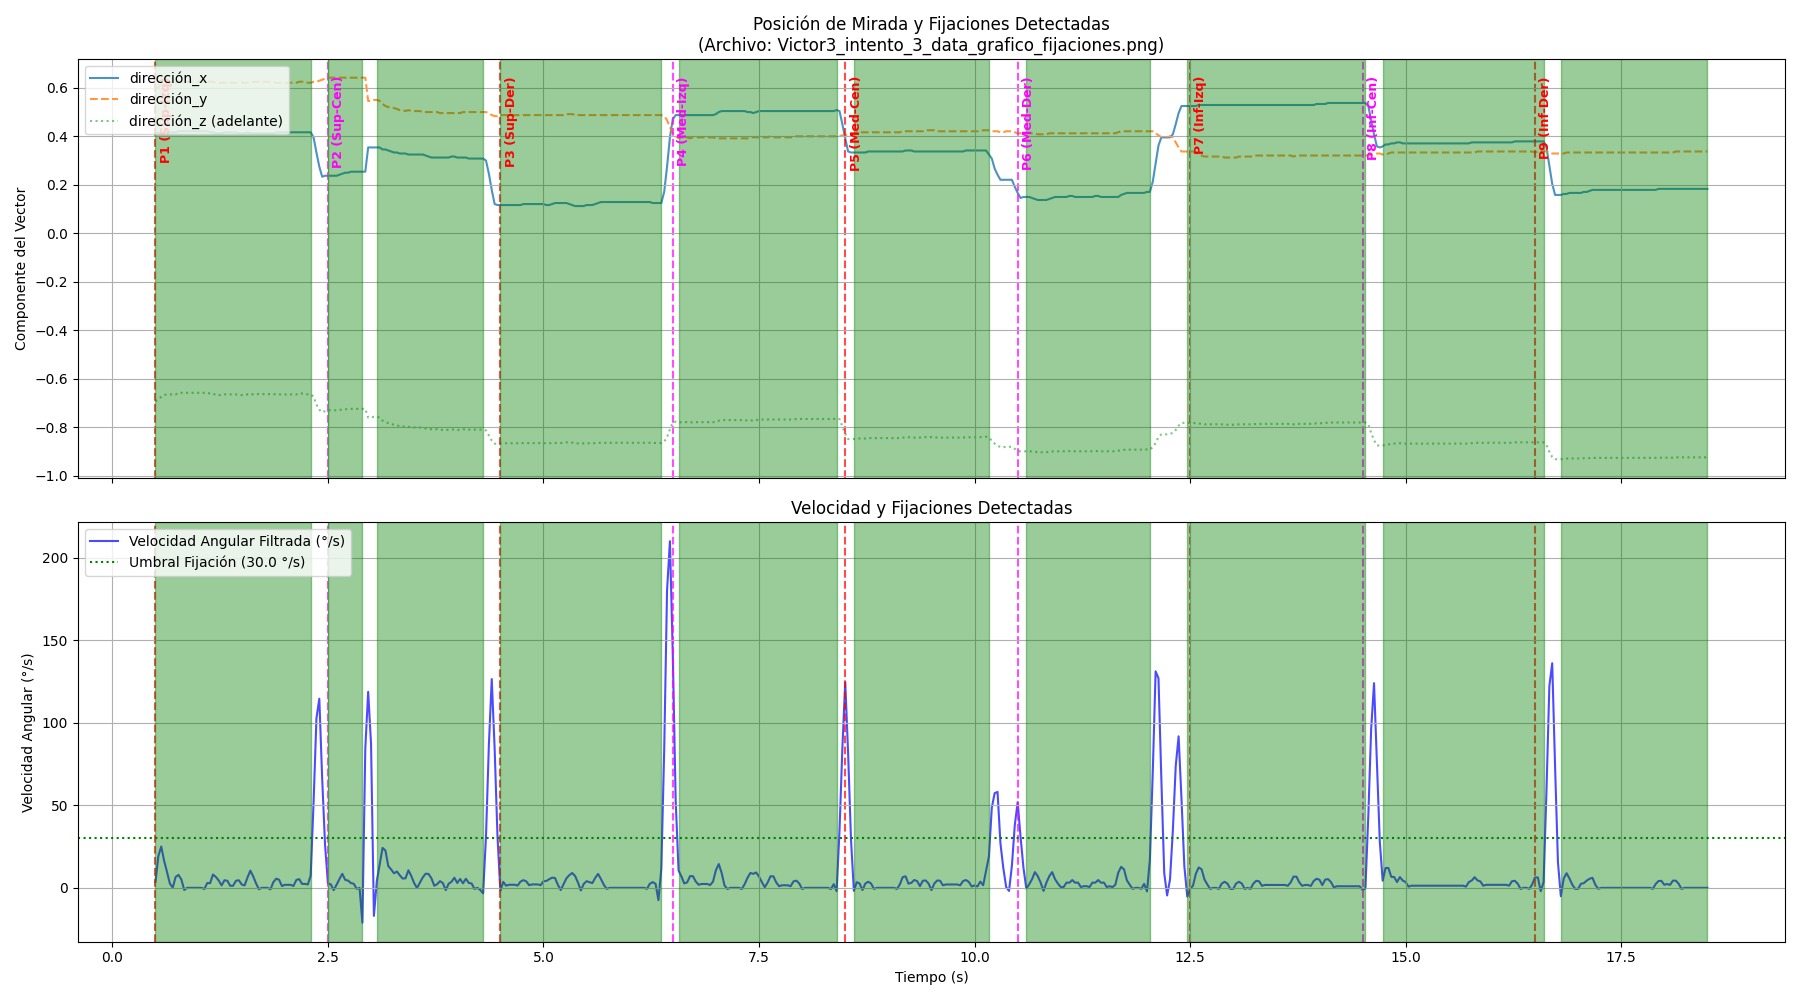 Posición de Mirada y Fijaciones Detectadas
(Archivo: Victor3_intento_3_data_grafico_fijaciones.png)
dirección_x
dirección_y
dirección_z (adelante)
P2 (Sup-Cen)
P3 (Sup-Der)
P4 (Med-Izq)
P5 (Med-Cen)
P6 (Med-Der)
P7 (Inf-Izq)
P8 (Inf-Cen)
P9 (Inf-Der)
P1 (Sup-Izq)
Componente del Vector
0.6
0.4
0.2
0.0
−0.2
−0.4
−0.6
−0.8
−1.0
Velocidad y Fijaciones Detectadas
Velocidad Angular Filtrada (°/s)
Umbral Fijación (30.0 °/s)
Velocidad Angular (°/s)
200
150
100
50
0
0.0
2.5
5.0
7.5
10.0
12.5
15.0
17.5
Tiempo (s)